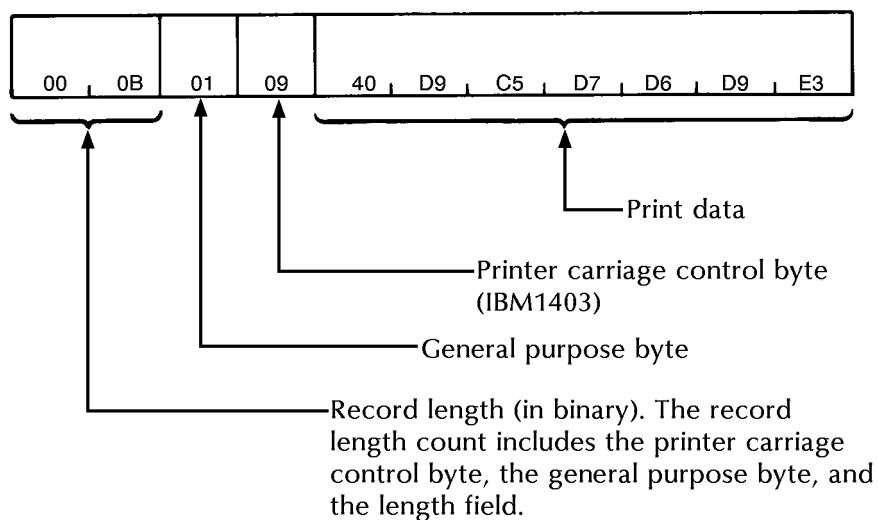 00 0B 01 09 40 D9 C5 D7 D6 D9 E3
Print data
Printer carriage control byte
(IBM1403)
General purpose byte
Record length (in binary). The record
length count includes the printer carriage
control byte, the general purpose byte, and
the length field.